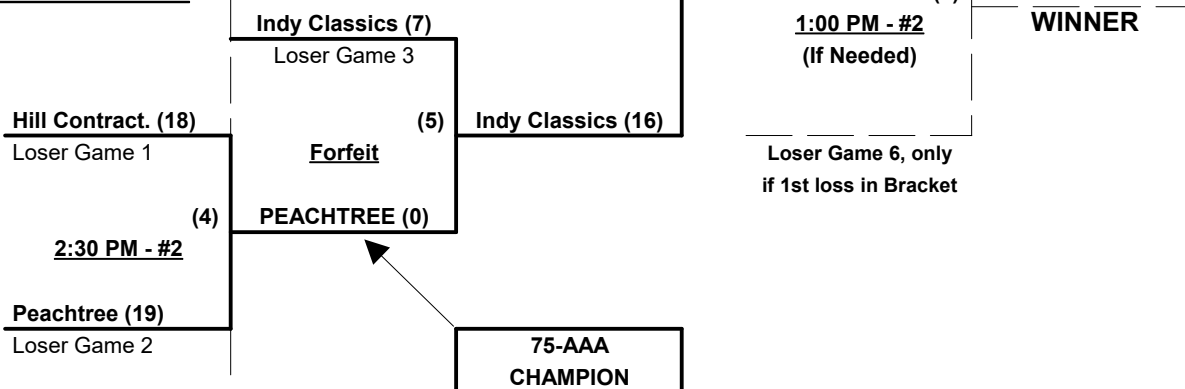 Indy Classics (7)
Loser Game 3
1:00 PM - #2
(If Needed)
WINNER
Hill Contract. (18)
Loser Game 1
(5)
Indy Classics (16)
Forfeit
Loser Game 6, only
if 1st loss in Bracket
(4)
PEACHTREE (0)
2:30 PM - #2
Peachtree (19)
Loser Game 2
75-AAA
CHAMPION